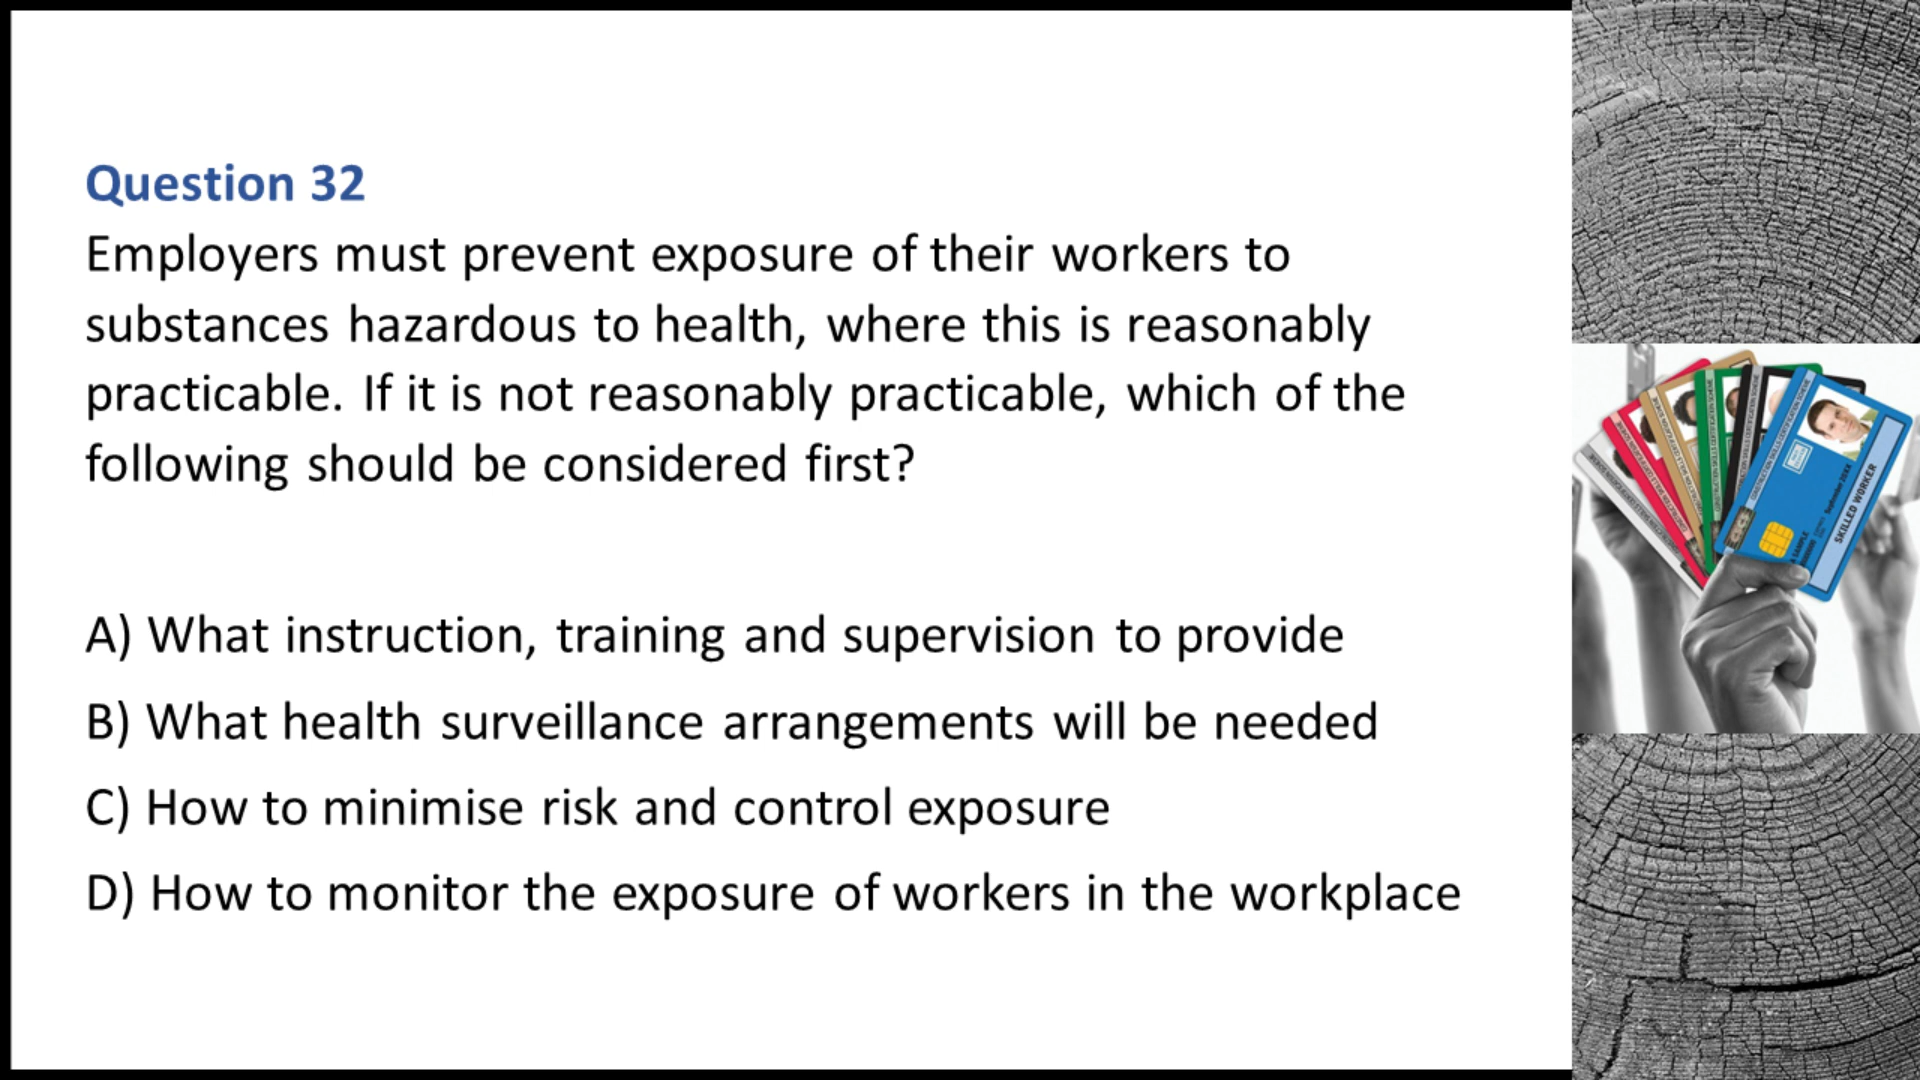 Question 32
Employers must prevent exposure of their workers to
substances hazardous to health, where this is reasonably
practicable. If it is not reasonably practicable, which of the
following should be considered first?
A) What instruction, training and supervision to provide
B) What health surveillance arrangements will be needed
C) How to minimise risk and control exposure
D) How to monitor the exposure of workers in the workplace
SKILLED WORKER